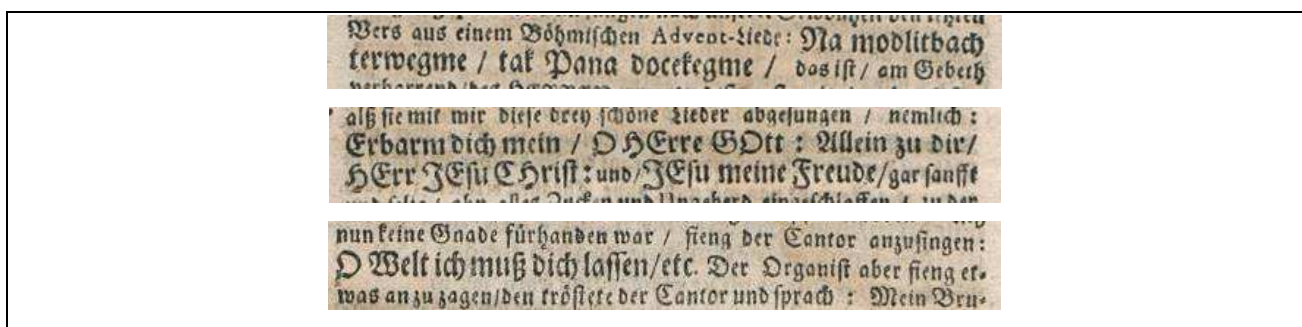 Vers aus einem Böhmischen Advent-Liede: Na modlitbach
terwegme / tak Pana docekegme / das ist / am Gebeth
alß sie mit mir diese drey schöne Lieder abgesungen / nemlich :
Erbarm dich mein / O HErre GOtt : Allein zu dir /
HErr JEsu CHrist : und / JEsu meine Freude / gar sanfft
nun keine Gnade fürhanden war / fieng der Cantor anzusingen :
O Welt ich muß dich lassen / etc. Der Organist aber fieng et-
was an zu zagen / den tröstete der Cantor und sprach : Mein Bru-